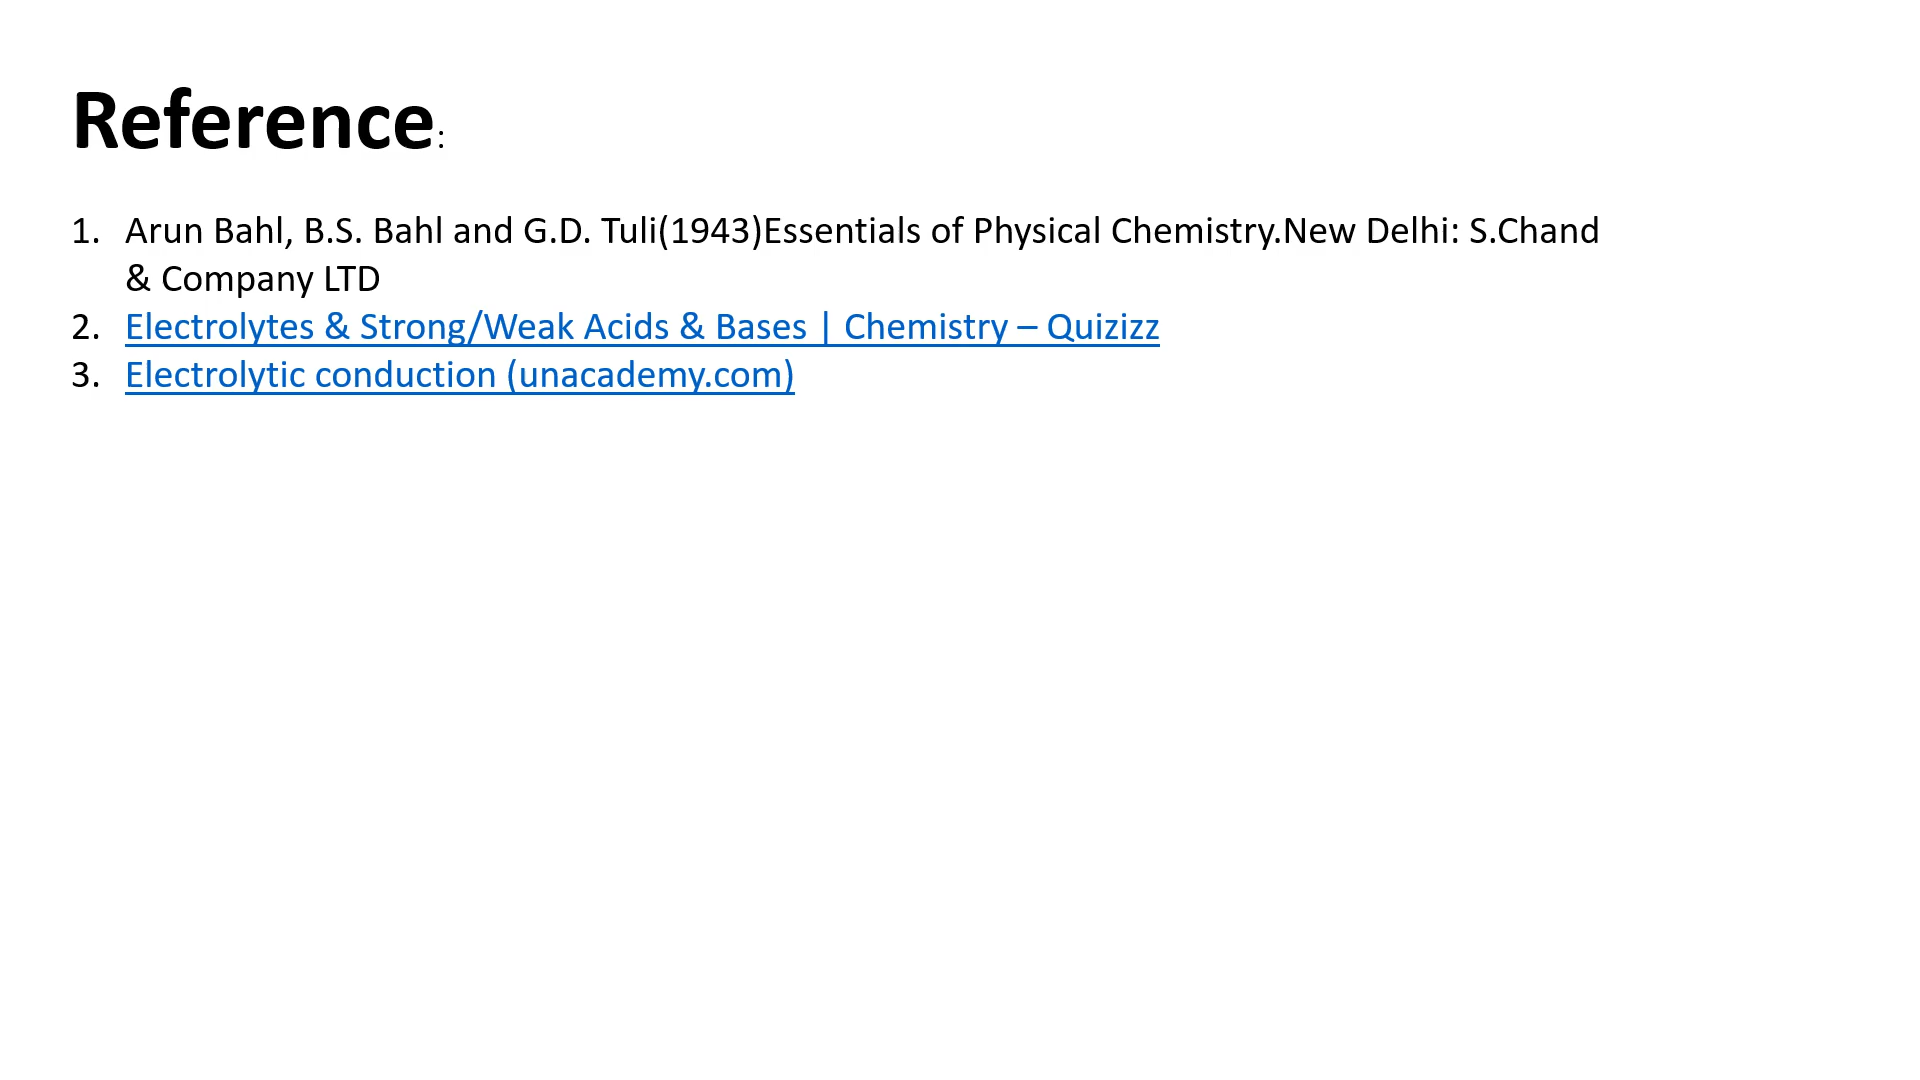 Reference:
1. Arun Bahl, B.S. Bahl and G.D. Tuli(1943)Essentials of Physical Chemistry.New Delhi: S.Chand
& Company LTD
2. Electrolytes & Strong/Weak Acids & Bases | Chemistry – Quizizz
3. Electrolytic conduction (unacademy.com)